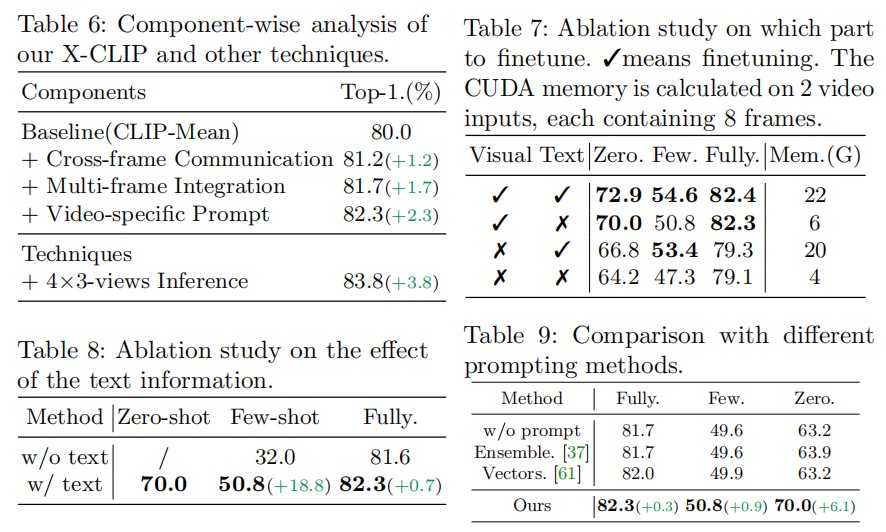 Table 6: Component-wise analysis of
our X-CLIP and other techniques.
Components Top-1.(%)
Baseline(CLIP-Mean) 80.0
+ Cross-frame Communication 81.2(+1.2)
+ Multi-frame Integration 81.7(+1.7)
+ Video-specific Prompt 82.3(+2.3)
Techniques
+ 4×3-views Inference 83.8(+3.8)
Table 7: Ablation study on which part
to finetune. ✓means finetuning. The
CUDA memory is calculated on 2 video
inputs, each containing 8 frames.
Visual Text Zero. Few. Fully. Mem.(G)
✓ ✓ 72.9 54.6 82.4 22
✓ ✗ 70.0 50.8 82.3 6
✗ ✓ 66.8 53.4 79.3 20
✗ ✗ 64.2 47.3 79.1 4
Table 8: Ablation study on the effect
of the text information.
Method Zero-shot Few-shot Fully.
w/o text / 32.0 81.6
w/ text 70.0 50.8(+18.8) 82.3(+0.7)
Table 9: Comparison with different
prompting methods.
Method Fully. Few. Zero.
w/o prompt 81.7 49.6 63.2
Ensemble. [37] 81.7 49.6 63.9
Vectors. [61] 82.0 49.9 63.2
Ours 82.3(+0.3) 50.8(+0.9) 70.0(+6.1)